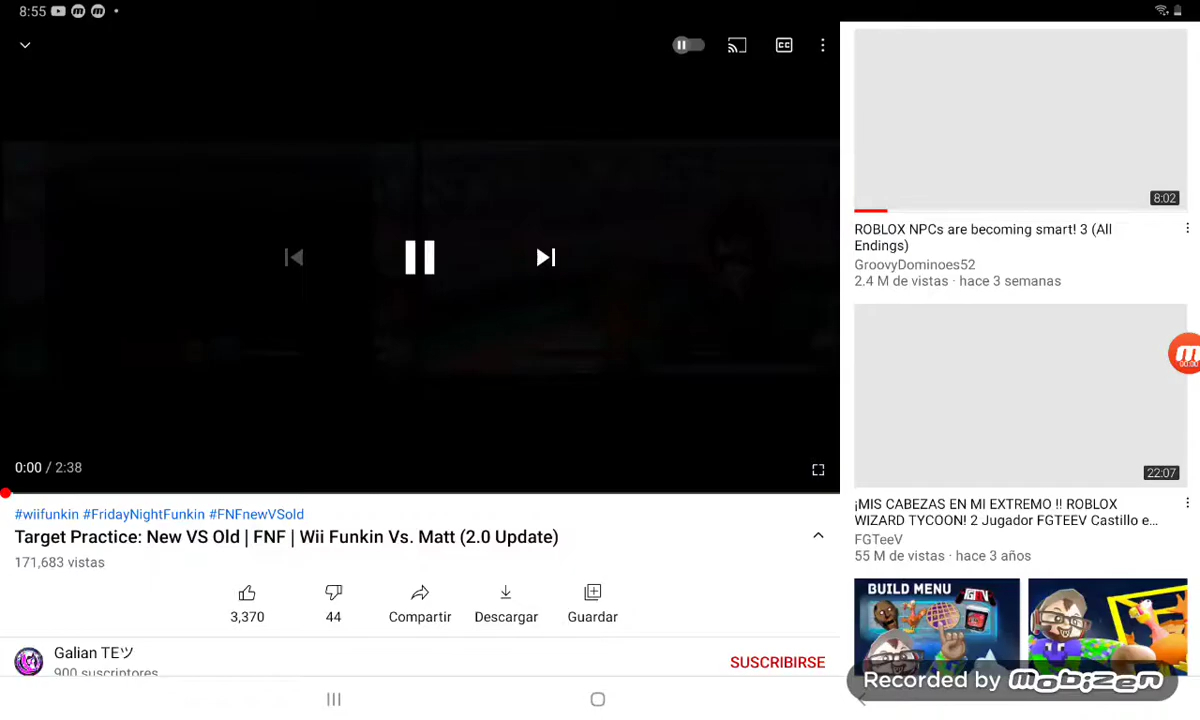 8:55
CC
0:00 / 2:38
#wiifunkin #FridayNightFunkin #FNFnewVSold
Target Practice: New VS Old | FNF | Wii Funkin Vs. Matt (2.0 Update)
171,683 vistas
3,370
44
Compartir
Descargar
Guardar
Galian TEツ
900 suscriptores
SUSCRIBIRSE
8:02
ROBLOX NPCs are becoming smart! 3 (All
Endings)
GroovyDominoes52
2.4 M de vistas · hace 3 semanas
00:00
22:07
¡MIS CABEZAS EN MI EXTREMO !! ROBLOX
WIZARD TYCOON! 2 Jugador FGTEEV Castillo e...
FGTeeV
55 M de vistas · hace 3 años
BUILD MENU
FGTV
Recorded by mobizen